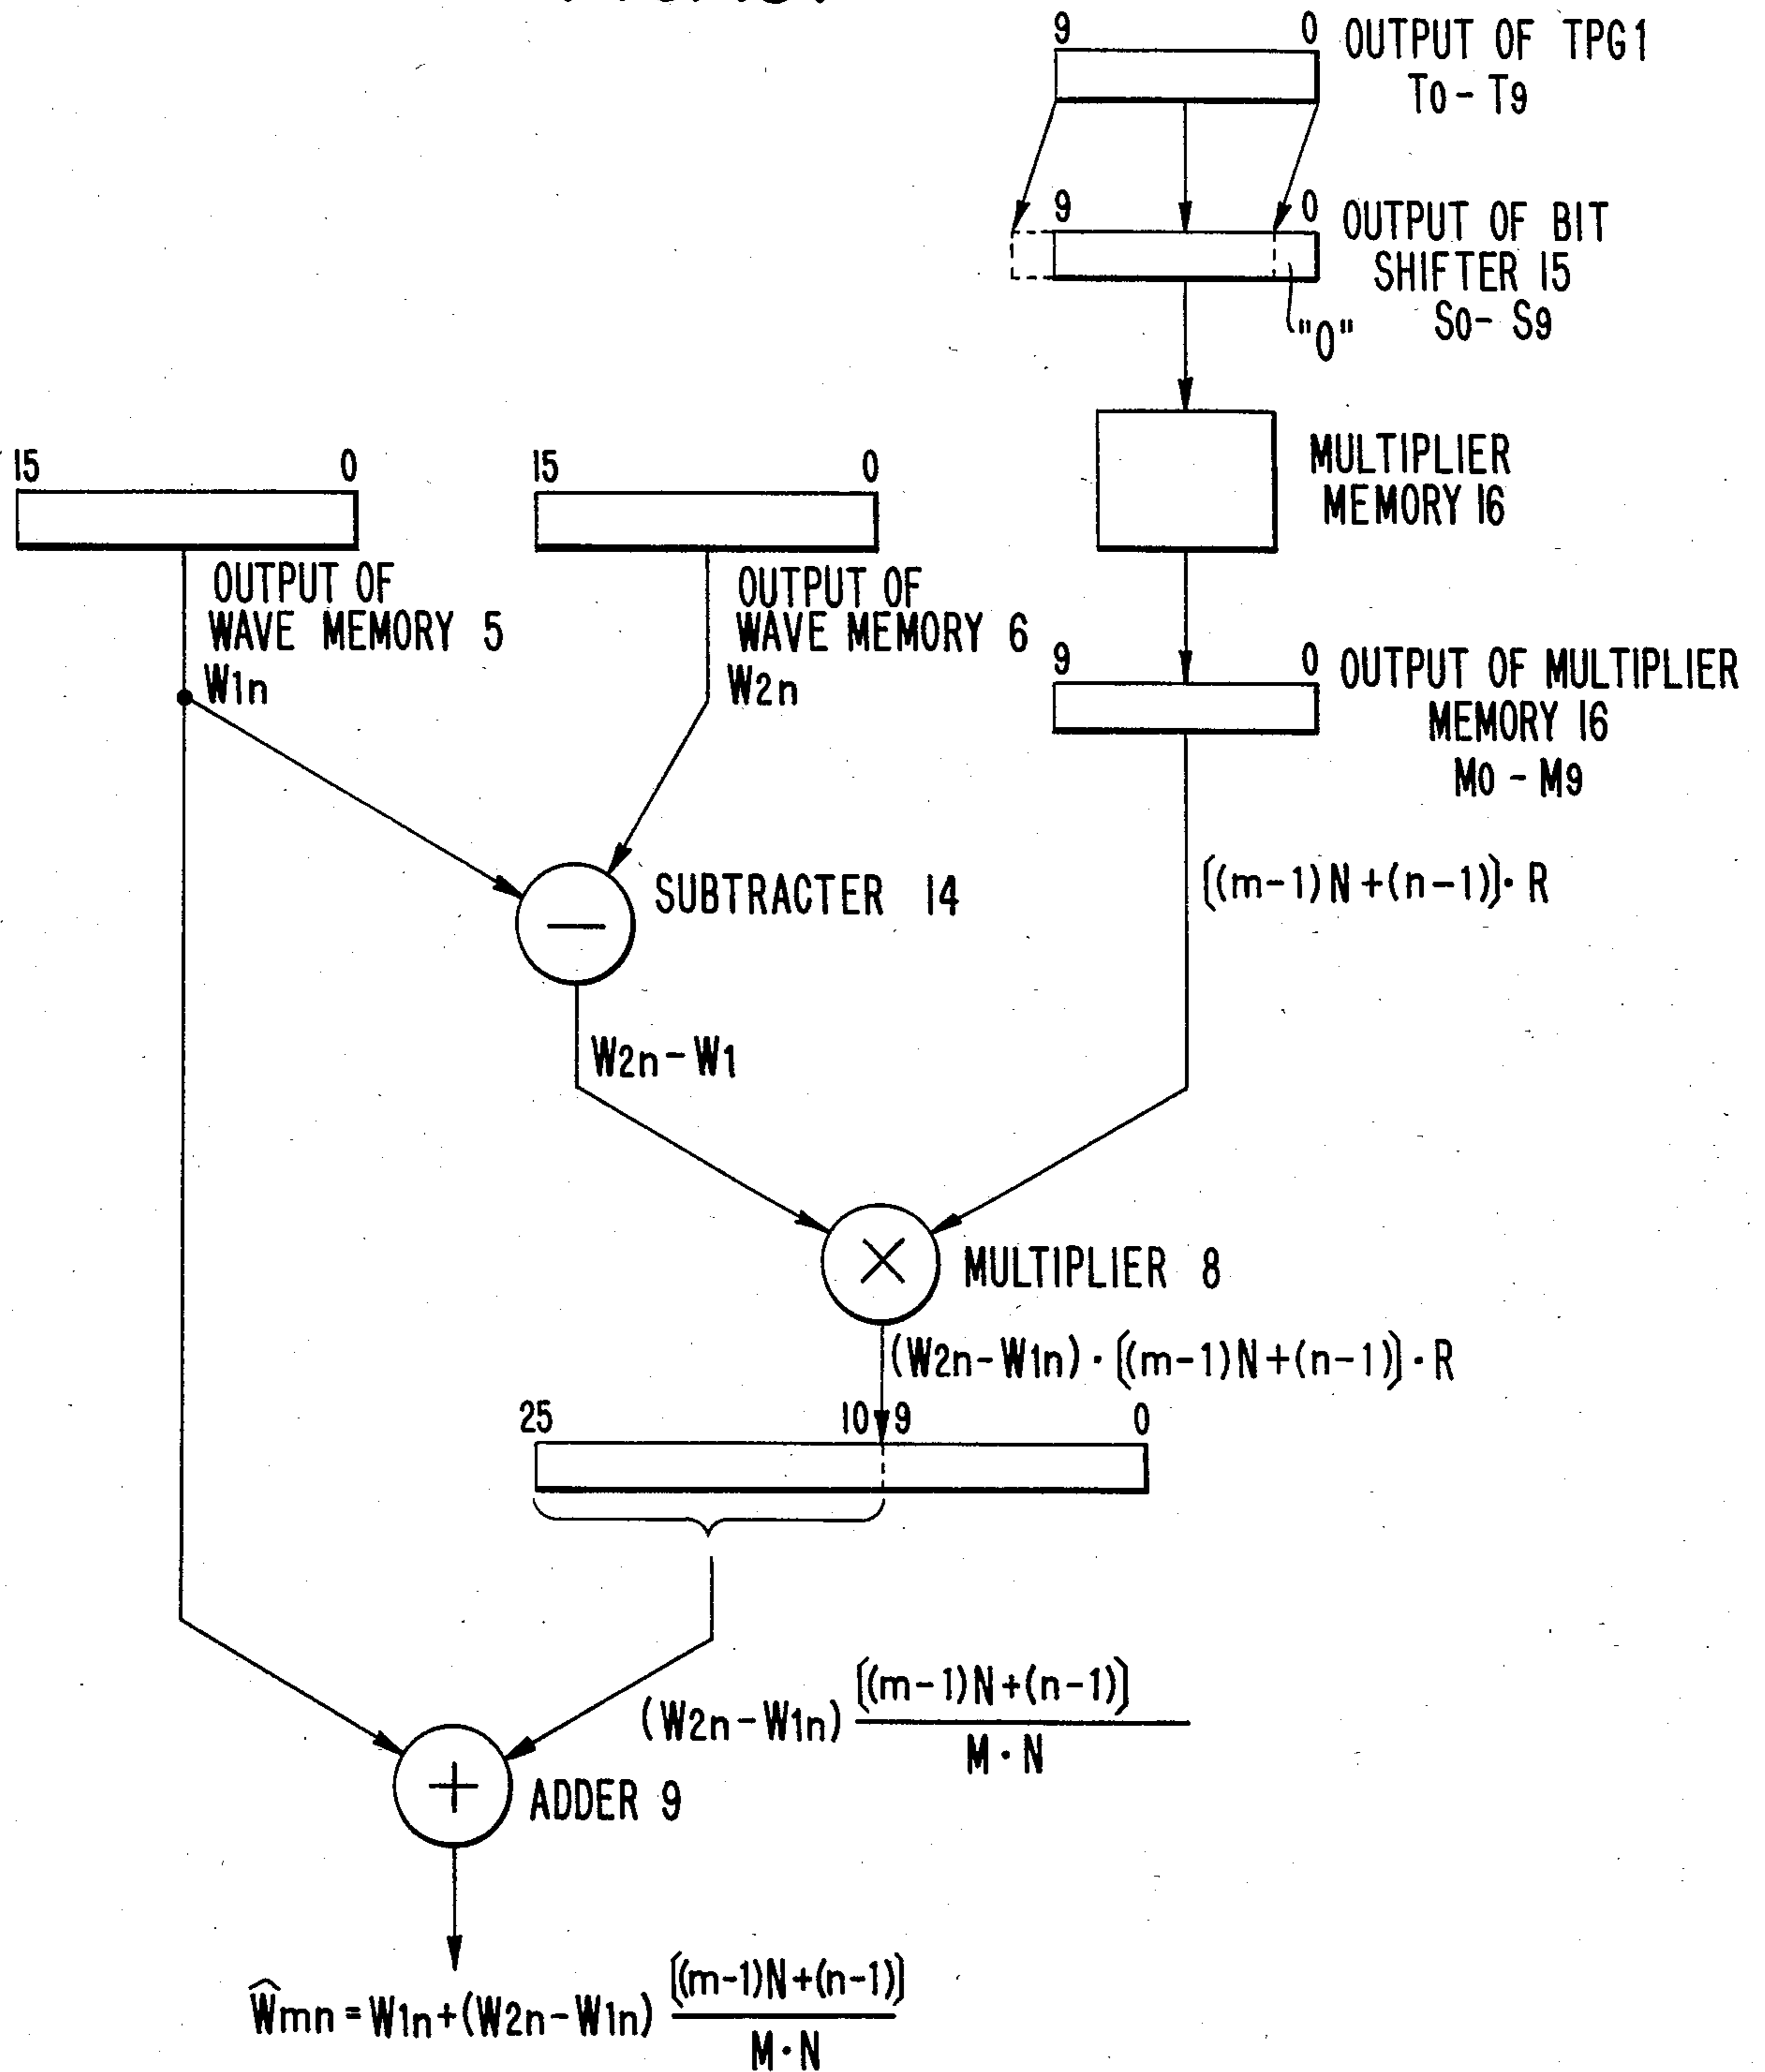 9 0 OUTPUT OF TPG1
T0 - T9
9 0 OUTPUT OF BIT
SHIFTER 15
S0 - S9
"0"
MULTIPLIER
MEMORY 16
15 0
15 0
OUTPUT OF
WAVE MEMORY 5
W1n
OUTPUT OF
WAVE MEMORY 6
W2n
9 0 OUTPUT OF MULTIPLIER
MEMORY 16
M0 - M9
SUBTRACTER 14
[(m-1)N+(n-1)]·R
W2n-W1
MULTIPLIER 8
(W2n-W1n)·[(m-1)N+(n-1)]·R
25 10 9 0
(W2n-W1n) [(m-1)N+(n-1)]
M·N
ADDER 9
Ŵmn=W1n+(W2n-W1n) [(m-1)N+(n-1)]
M·N